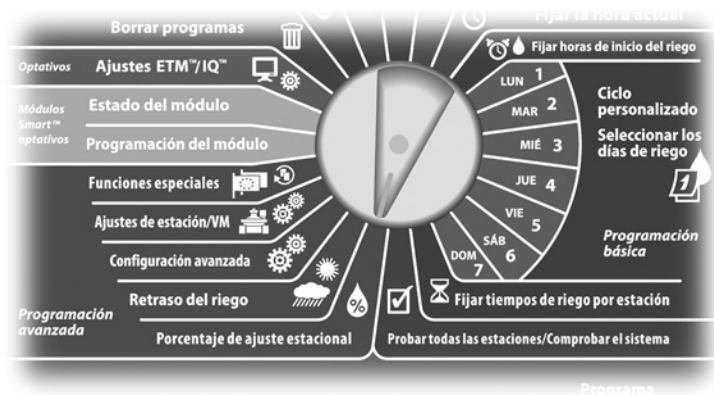 Borrar programas
Fijar la hora actual
Fijar horas de inicio del riego
Optativos
Ajustes ETM™/IQ™
Módulos
Smart™
optativos
Estado del módulo
Programación del módulo
LUN 1
MAR 2
MIÉ 3
JUE 4
VIE 5
SÁB 6
DOM 7
Ciclo
personalizado
Seleccionar los
días de riego
1
Programación
básica
Funciones especiales
Ajustes de estación/VM
Configuración avanzada
Retraso del riego
Programación
avanzada
%
Porcentaje de ajuste estacional
Fijar tiempos de riego por estación
Probar todas las estaciones/Comprobar el sistema
Programa